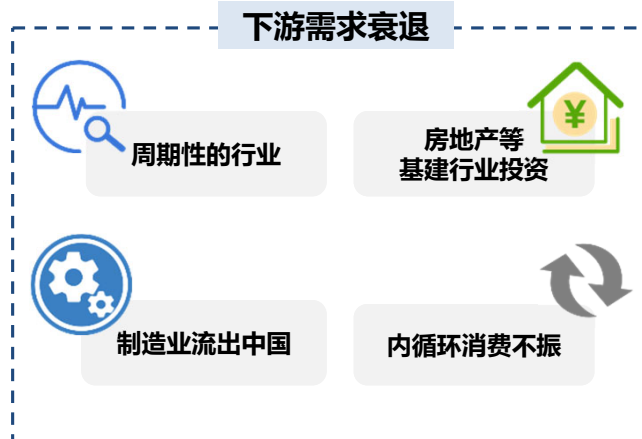 下游需求衰退
周期性的行业
房地产等
基建行业投资
¥
制造业流出中国
内循环消费不振